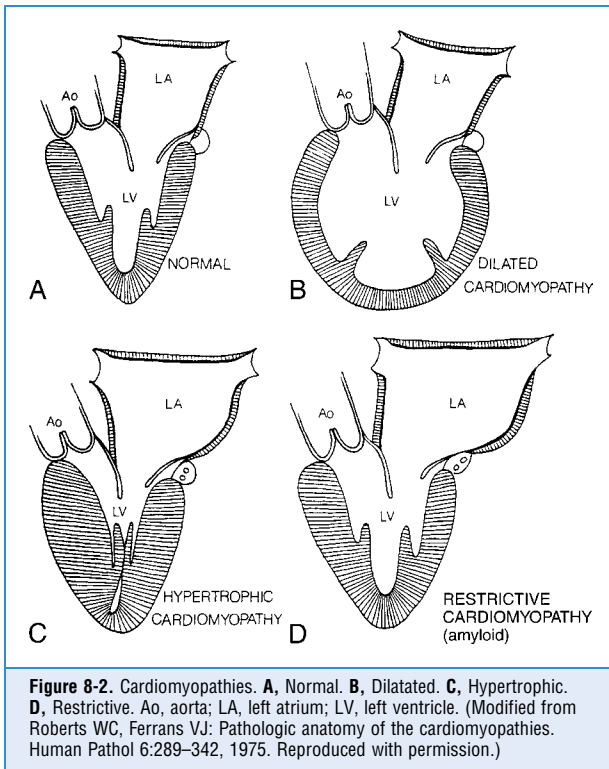 Ao
LA
LV
NORMAL
A
Ao
LA
LV
DILATED
CARDIOMYOPATHY
B
Ao
LA
LV
HYPERTROPHIC
CARDIOMYOPATHY
C
Ao
LA
LV
RESTRICTIVE
CARDIOMYOPATHY
(amyloid)
D
Figure 8-2. Cardiomyopathies. A, Normal. B, Dilatated. C, Hypertrophic.
D, Restrictive. Ao, aorta; LA, left atrium; LV, left ventricle. (Modified from
Roberts WC, Ferrans VJ: Pathologic anatomy of the cardiomyopathies.
Human Pathol 6:289–342, 1975. Reproduced with permission.)